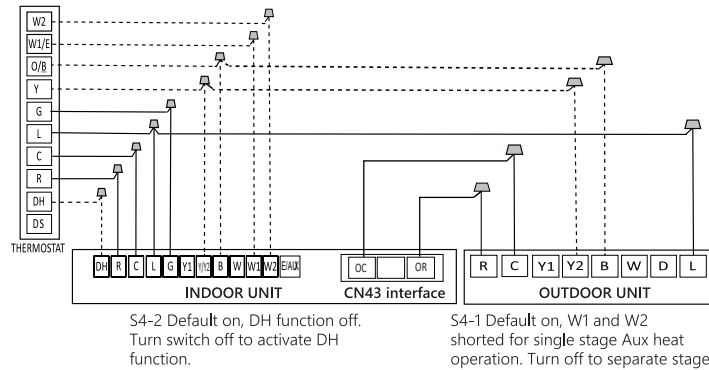 W2
W1/E
O/B
Y
G
L
C
R
DH
DS
THERMOSTAT
DH R C L G Y1 Y/Y2 B W W1 W2 E/AUX
OC OR
R C Y1 Y2 B W D L
INDOOR UNIT
CN43 interface
OUTDOOR UNIT
S4-2 Default on, DH function off.
Turn switch off to activate DH
function.
S4-1 Default on, W1 and W2
shorted for single stage Aux heat
operation. Turn off to separate stage